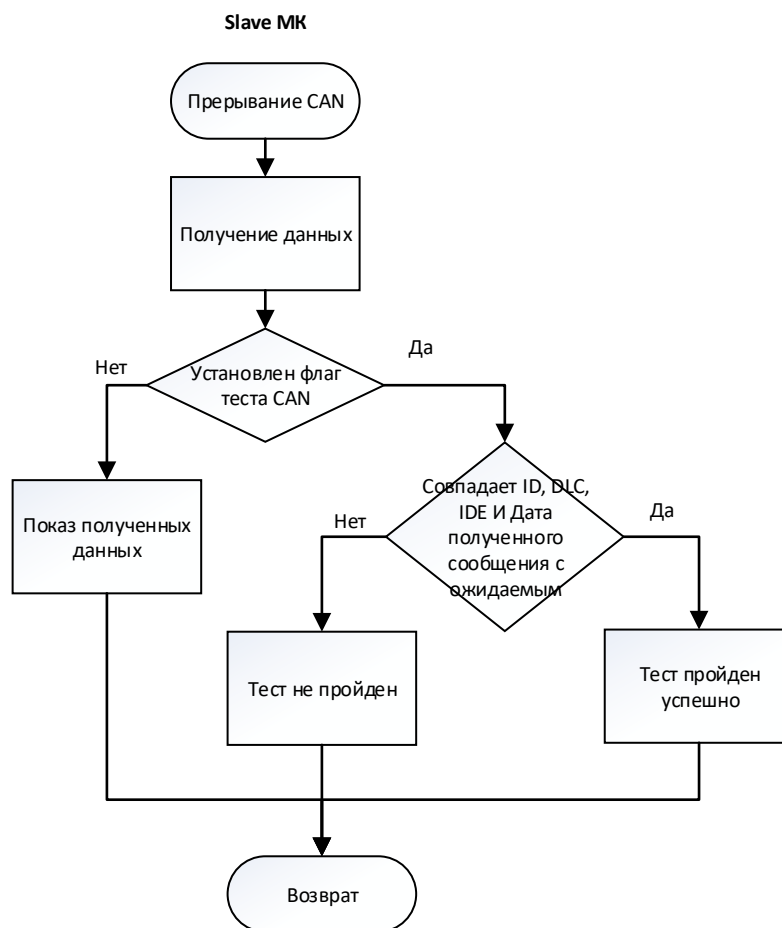 Slave МК
Прерывание CAN
Получение данных
Нет
Да
Установлен флаг
теста CAN
Показ полученных
данных
Совпадает ID, DLC,
IDE И Дата
полученного
сообщения с
ожидаемым
Нет
Да
Тест не пройден
Тест пройден
успешно
Возврат